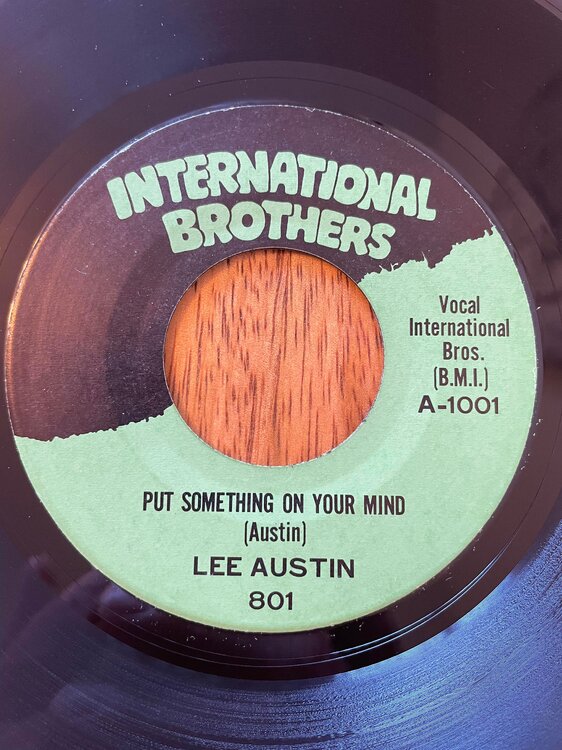 INTERNATIONAL
BROTHERS
Vocal
International
Bros.
(B.M.I.)
A-1001
PUT SOMETHING ON YOUR MIND
(Austin)
LEE AUSTIN
801